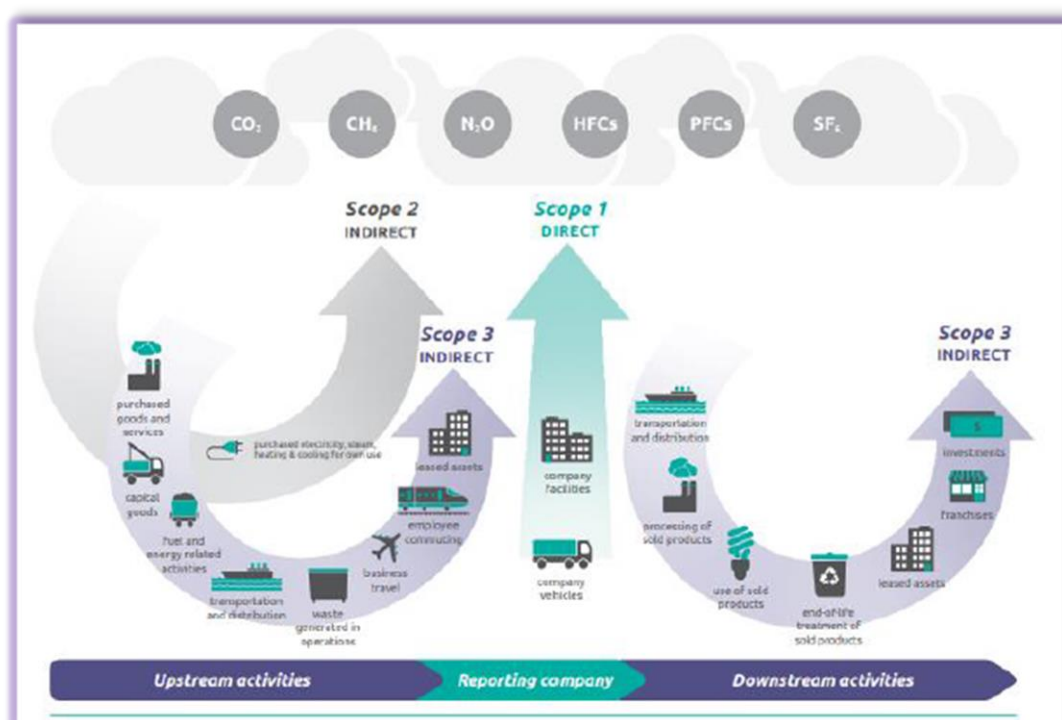 CO₂
CH₄
N₂O
HFCs
PFCs
SF₆
Scope 2
INDIRECT
Scope 1
DIRECT
Scope 3
INDIRECT
Scope 3
INDIRECT
purchased
goods and
services
capital
goods
fuel and
energy related
activities
transportation
and distribution
waste
generated in
operations
business
travel
employee
commuting
leased assets
purchased electricity, steam,
heating & cooling for own use
company
facilities
company
vehicles
transportation
and distribution
processing of
sold products
use of sold
products
end-of-life
treatment of
sold products
leased assets
franchises
investments
$
Upstream activities
Reporting company
Downstream activities